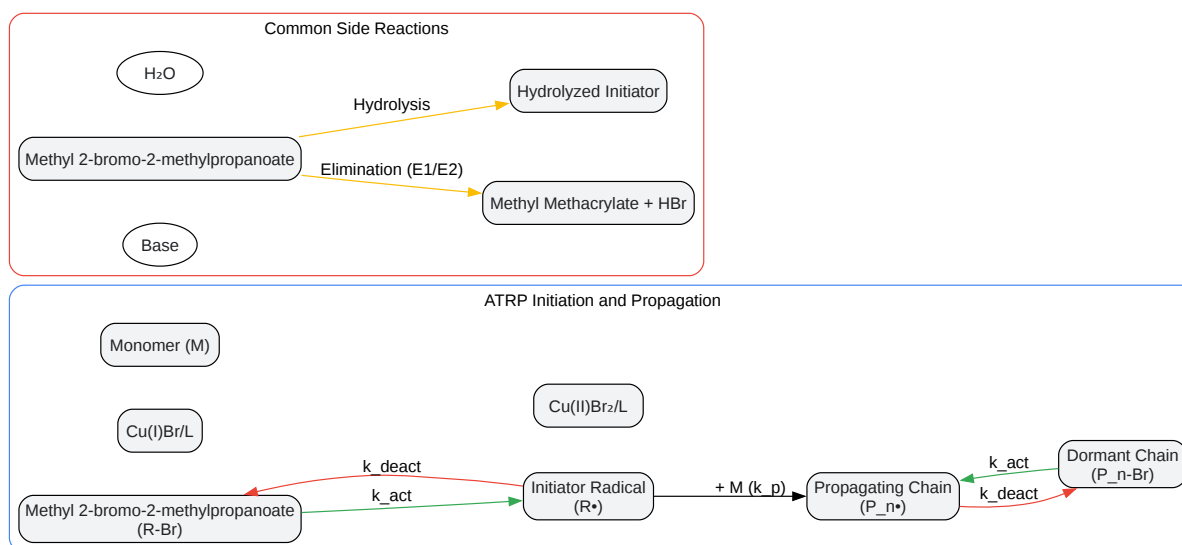 Common Side Reactions
H₂O
Hydrolysis
Hydrolyzed Initiator
Methyl 2-bromo-2-methylpropanoate
Elimination (E1/E2)
Methyl Methacrylate + HBr
Base
ATRP Initiation and Propagation
Monomer (M)
Cu(I)Br/L
Cu(II)Br₂/L
k_deact
k_act
Methyl 2-bromo-2-methylpropanoate
(R-Br)
Initiator Radical
(R•)
+ M (k_p)
Propagating Chain
(P_n•)
k_act
k_deact
Dormant Chain
(P_n-Br)